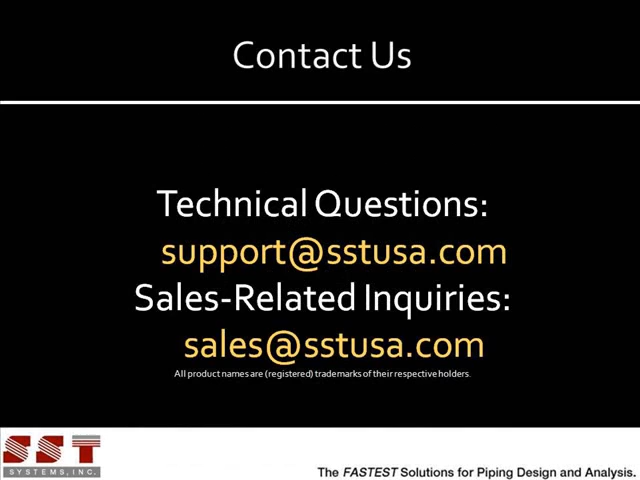 Contact Us
Technical Questions:
support@sstusa.com
Sales-Related Inquiries:
sales@sstusa.com
All product names are (registered) trademarks of their respective holders.
SST
SYSTEMS, INC.
The FASTEST Solutions for Piping Design and Analysis.